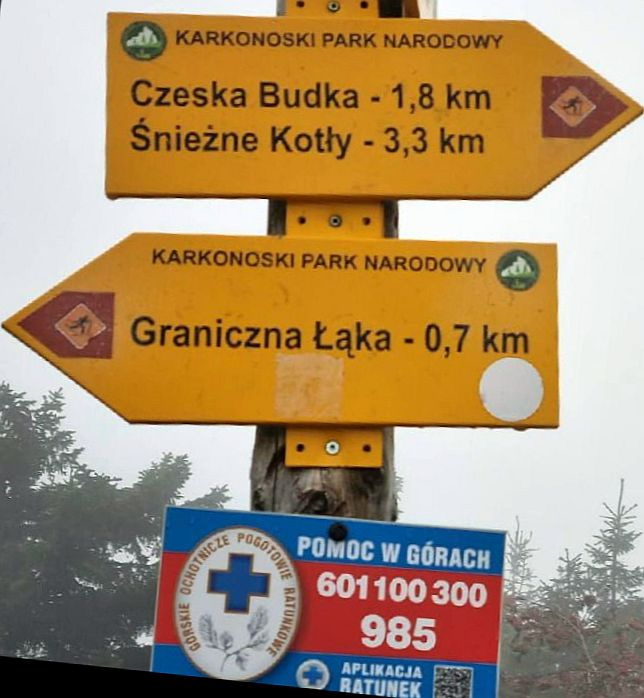 KARKONOSKI PARK NARODOWY
Czeska Budka - 1,8 km
Śnieżne Kotły - 3,3 km
KARKONOSKI PARK NARODOWY
Graniczna Łąka - 0,7 km
GÓRSKIE OCHOTNICZE POGOTOWIE RATUNKOWE
POMOC W GÓRACH
601 100 300
985
APLIKACJA
RATUNEK